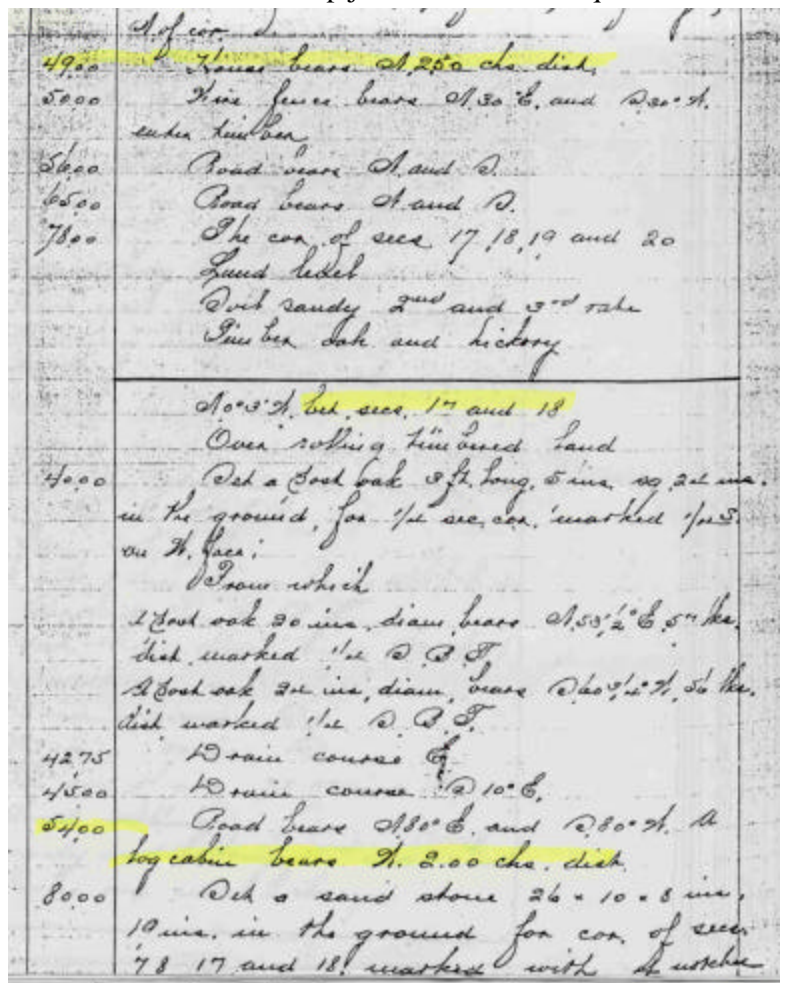 N. of cor.
49.00 House bears N. 2.50 chs. dist.
50.00 Wire fence bears N. 30° E. and S. 30° W.
enter timber
56.00 Road bears N. and S.
65.00 Road bears N. and S.
78.00 The cor. of secs 17, 18, 19 and 20
Land level
Soil sandy 2nd and 3rd rate
Timber oak and hickory
N. 0° 3' W. bet. secs. 17 and 18
Over rolling timbered land
40.00 Set a post oak 3 ft. long, 5 ins. sq. 24 ins.
in the ground, for 1/4 sec. cor. marked 1/4 S.
on W. face;
From which
A post oak 20 ins. diam. bears N. 53 1/2° E. 57 lks.
dist. marked 1/4 S. B. T.
A post oak 24 ins. diam. bears S. 60 3/4° W. 56 lks.
dist marked 1/4 S. B. T.
42.75 Drain course E
45.00 Drain course S 10° E.
54.00 Road bears N. 80° E. and S. 80° W. A
log cabin bears W. 2.00 chs. dist
80.00 Set a sand stone 26 x 10 x 8 ins.
19 ins. in the ground for cor. of secs
7 8 17 and 18, marked with 4 notches